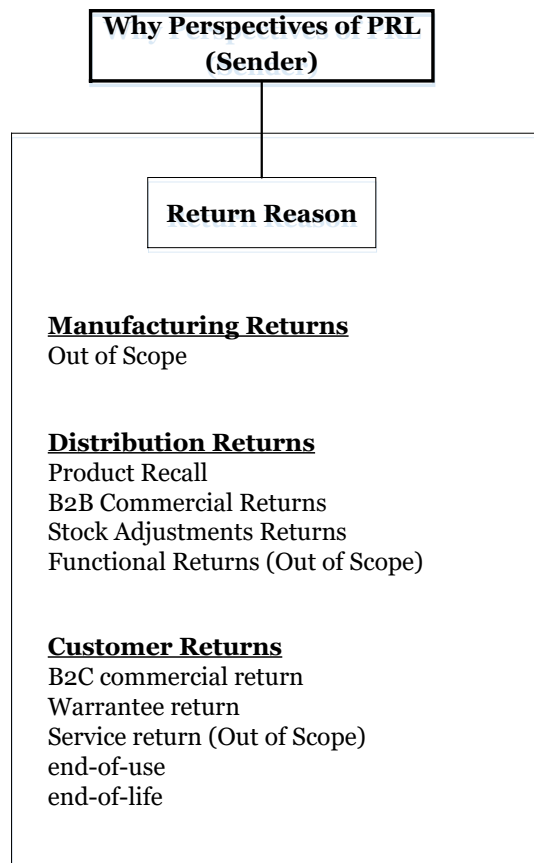 Why Perspectives of PRL
(Sender)
Return Reason
Manufacturing Returns
Out of Scope
Distribution Returns
Product Recall
B2B Commercial Returns
Stock Adjustments Returns
Functional Returns (Out of Scope)
Customer Returns
B2C commercial return
Warrantee return
Service return (Out of Scope)
end-of-use
end-of-life